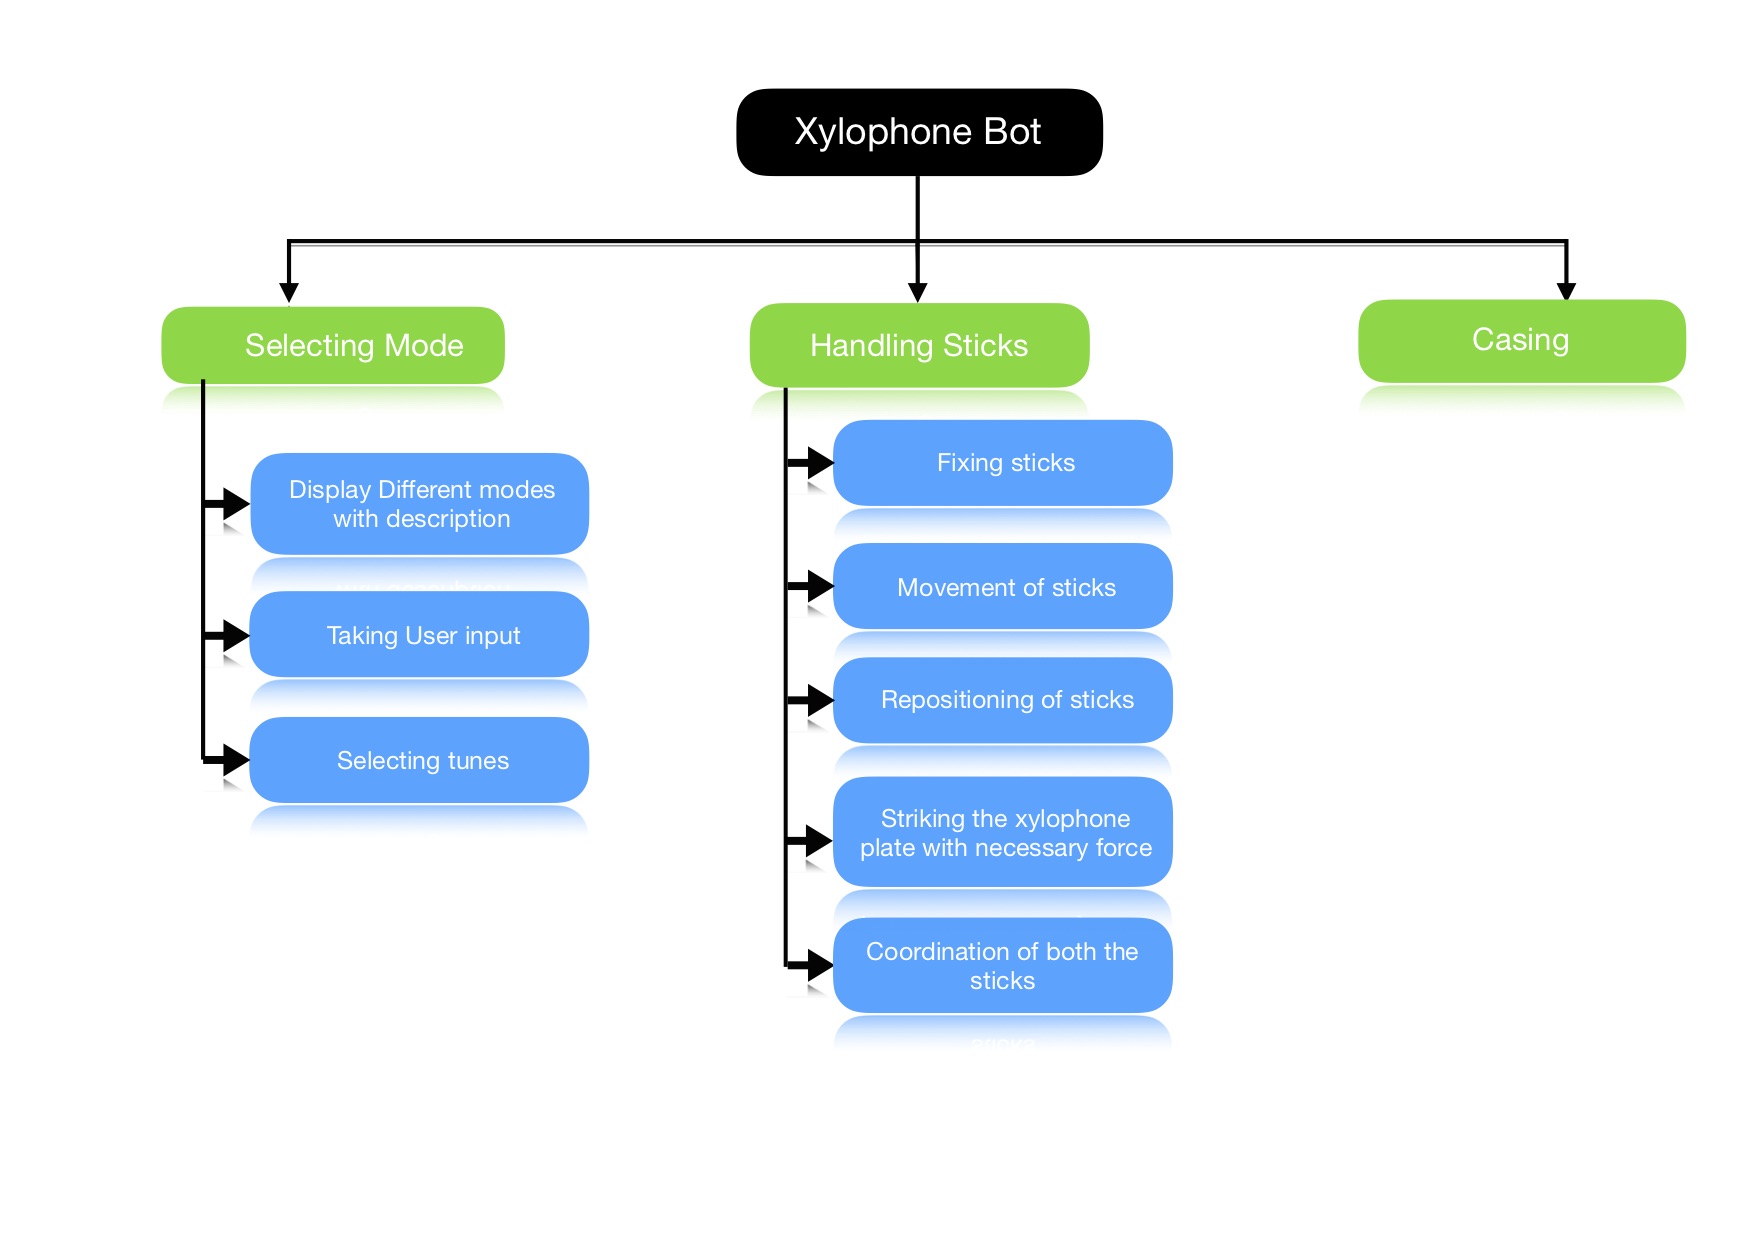 Xylophone Bot
Selecting Mode
Display Different modes
with description
Taking User input
Selecting tunes
Handling Sticks
Fixing sticks
Movement of sticks
Repositioning of sticks
Striking the xylophone
plate with necessary force
Coordination of both the
sticks
Casing